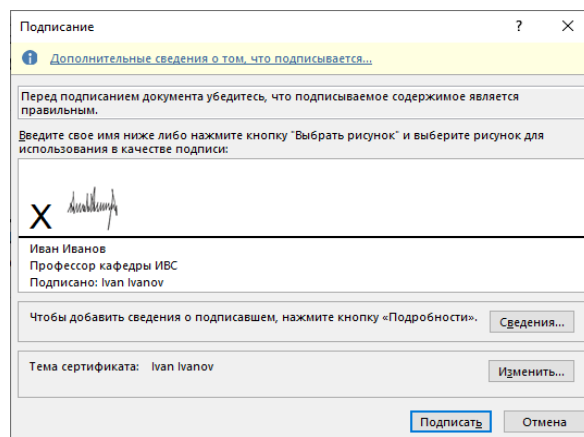 Подписание
? ×
Дополнительные сведения о том, что подписывается...
Перед подписанием документа убедитесь, что подписываемое содержимое является
правильным.
Введите свое имя ниже либо нажмите кнопку "Выбрать рисунок" и выберите рисунок для
использования в качестве подписи:
X
Иван Иванов
Профессор кафедры ИВС
Подписано: Ivan Ivanov
Чтобы добавить сведения о подписавшем, нажмите кнопку «Подробности».
Сведения...
Тема сертификата: Ivan Ivanov
Изменить...
Подписать
Отмена